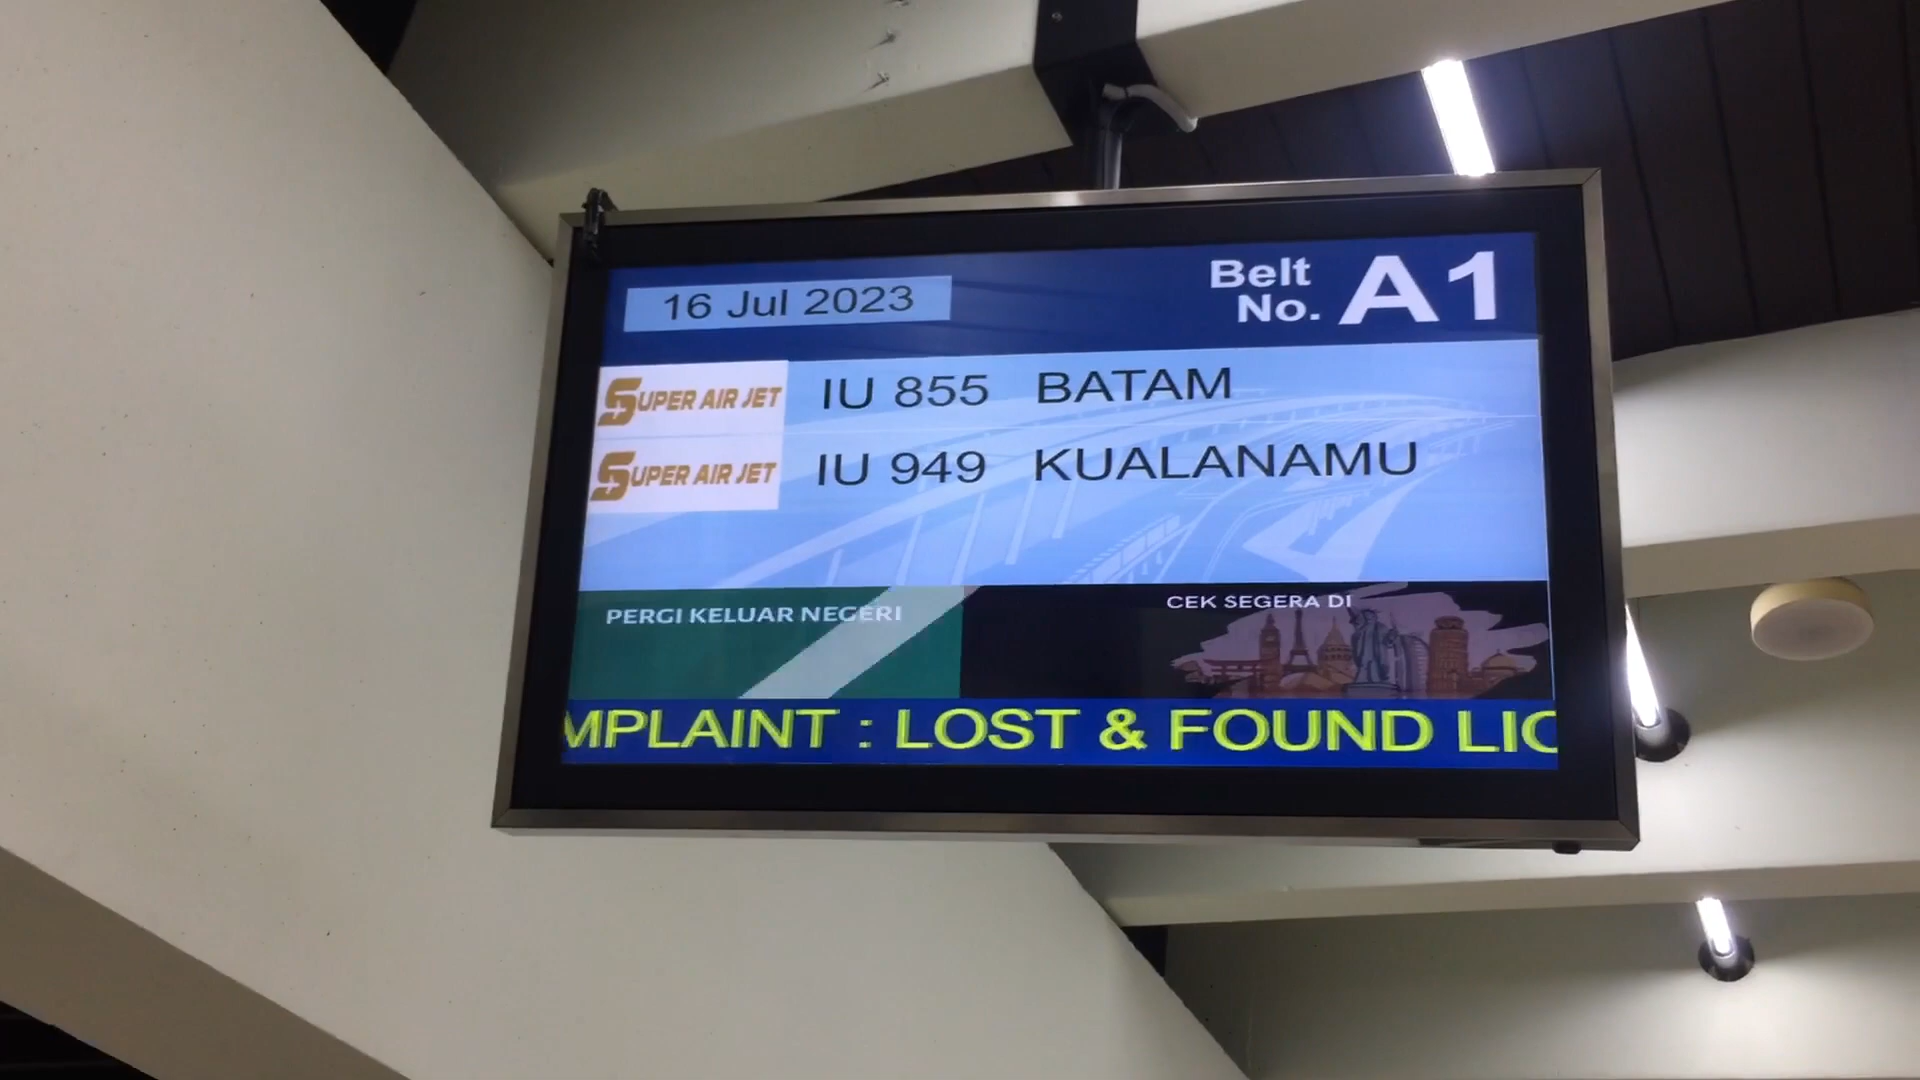 16 Jul 2023
Belt No. A1
SUPER AIR JET IU 855 BATAM
SUPER AIR JET IU 949 KUALANAMU
PERGI KELUAR NEGERI
CEK SEGERA DI
MPLAINT : LOST & FOUND LIO